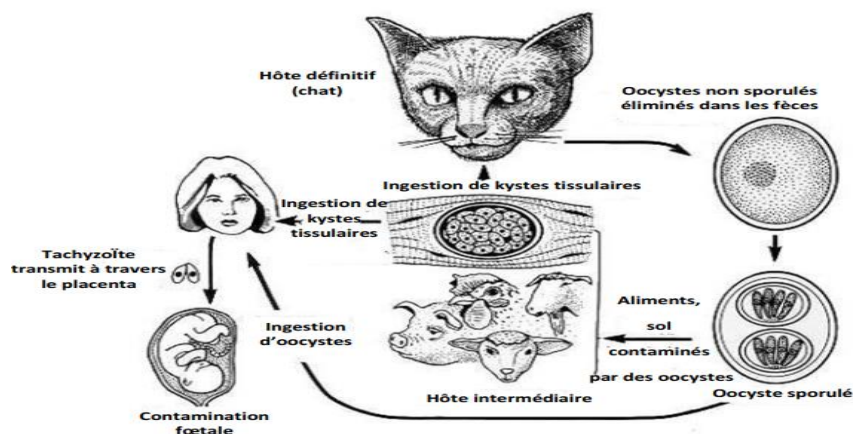 Hôte définitif
(chat)
Oocystes non sporulés
éliminés dans les fèces
Ingestion de kystes tissulaires
Ingestion de
kystes
tissulaires
TachyzoÏte
transmit à travers
le placenta
Ingestion
d'oocystes
Aliments,
sol
contaminés
par des oocystes
Hôte intermédiaire
Oocyste sporulé
Contamination
fœtale